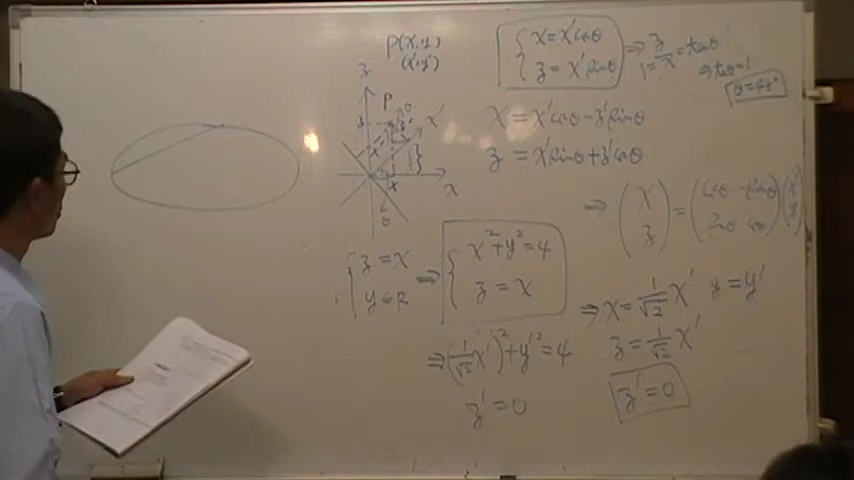 P(x,z)
(x',y')
z
P
x'
x
θ
{ x = x'cosθ
z = x'sinθ
⇒ z/x = tanθ
⇒ tanθ=1
θ=45°
x = x'cosθ - z'sinθ
z = x'sinθ + z'cosθ
⇒ (x z) = (cosθ -sinθ sinθ cosθ)
{ z = x
y ∈ R
⇒ { x² + y² = 4
z = x
⇒ x = 1/√2 x' y = y'
z = 1/√2 x'
z' = 0
⇒ (1/√2 x')² + y'² = 4
z' = 0